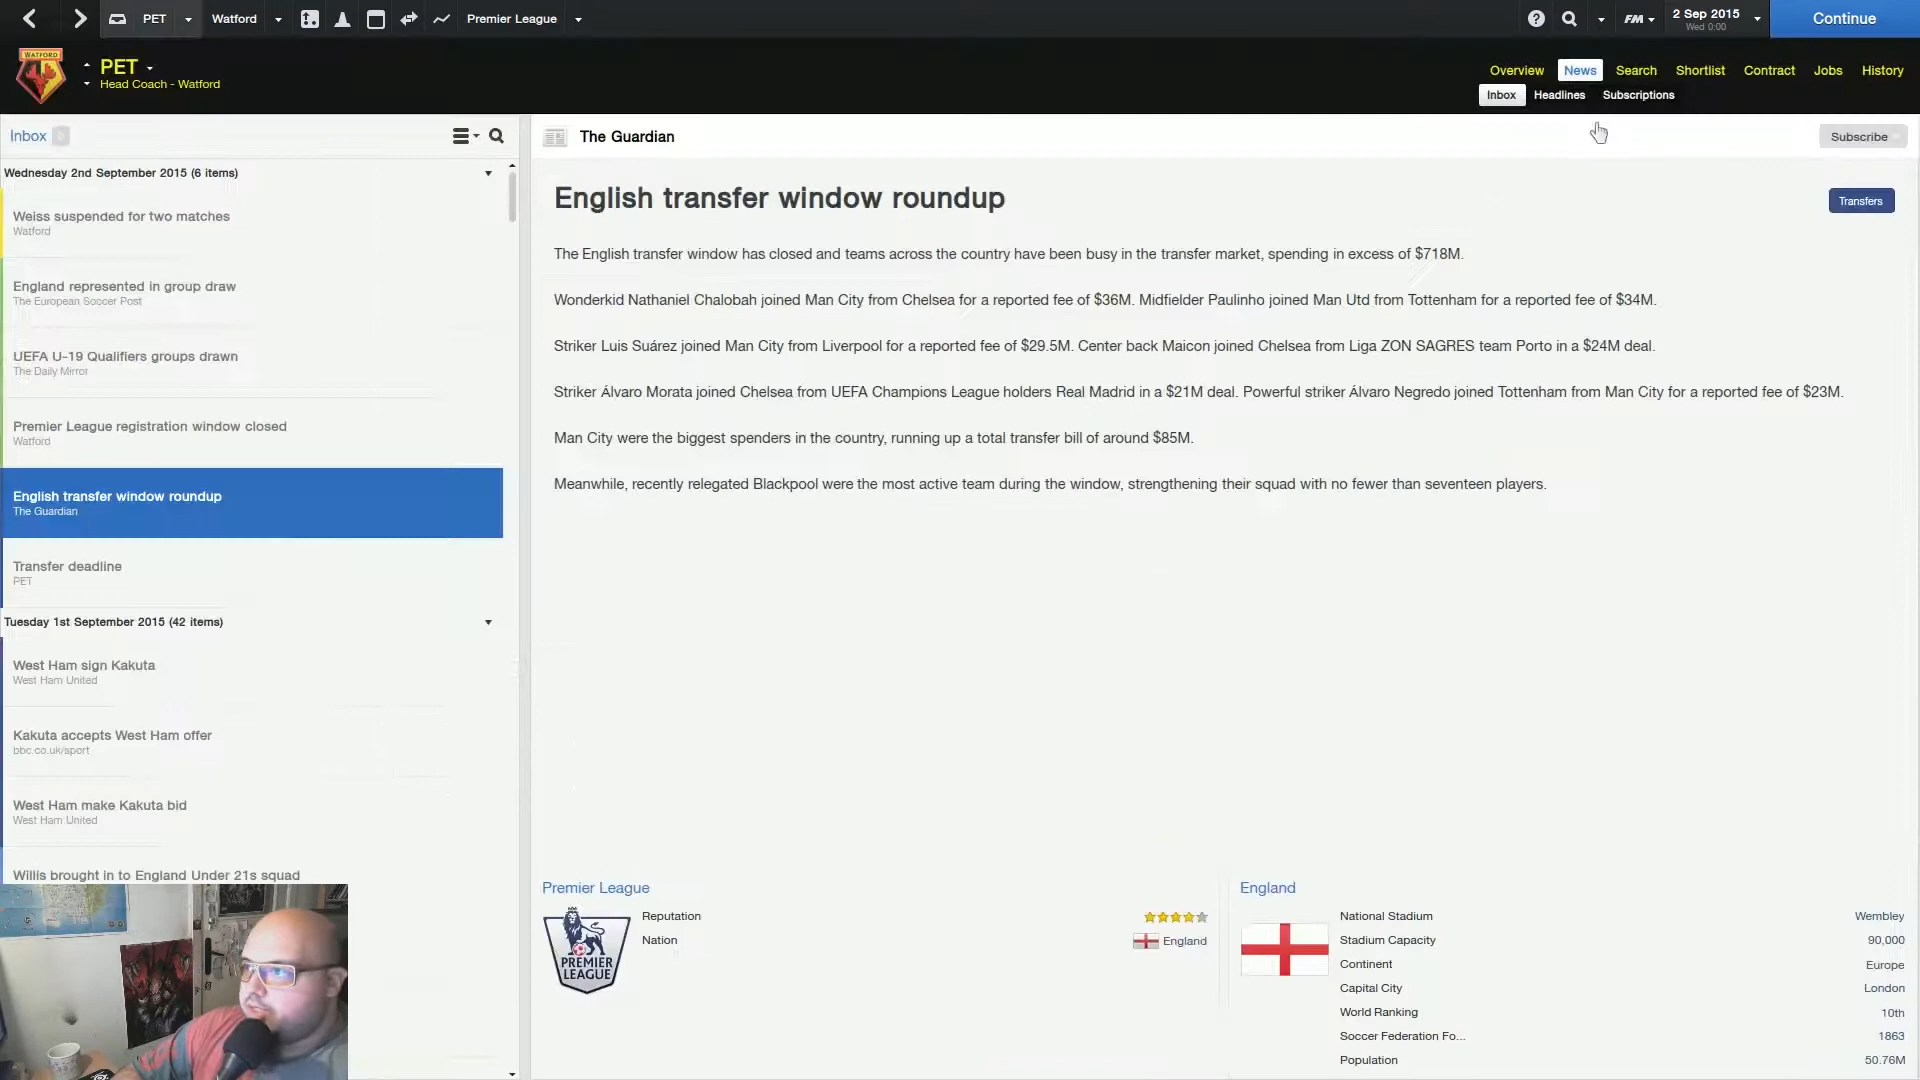 PET
Watford
Premier League
FM
2 Sep 2015
Wed 0:00
Continue
WATFORD
PET
Head Coach - Watford
Overview
News
Search
Shortlist
Contract
Jobs
History
Inbox
Headlines
Subscriptions
Inbox
The Guardian
Subscribe
Wednesday 2nd September 2015 (6 items)
Weiss suspended for two matches
Watford
England represented in group draw
The European Soccer Post
UEFA U-19 Qualifiers groups drawn
The Daily Mirror
Premier League registration window closed
Watford
English transfer window roundup
The Guardian
Transfer deadline
PET
Tuesday 1st September 2015 (42 items)
West Ham sign Kakuta
West Ham United
Kakuta accepts West Ham offer
bbc.co.uk/sport
West Ham make Kakuta bid
West Ham United
Willis brought in to England Under 21s squad
English transfer window roundup
Transfers
The English transfer window has closed and teams across the country have been busy in the transfer market, spending in excess of $718M.
Wonderkid Nathaniel Chalobah joined Man City from Chelsea for a reported fee of $36M. Midfielder Paulinho joined Man Utd from Tottenham for a reported fee of $34M.
Striker Luis Suárez joined Man City from Liverpool for a reported fee of $29.5M. Center back Maicon joined Chelsea from Liga ZON SAGRES team Porto in a $24M deal.
Striker Álvaro Morata joined Chelsea from UEFA Champions League holders Real Madrid in a $21M deal. Powerful striker Álvaro Negredo joined Tottenham from Man City for a reported fee of $23M.
Man City were the biggest spenders in the country, running up a total transfer bill of around $85M.
Meanwhile, recently relegated Blackpool were the most active team during the window, strengthening their squad with no fewer than seventeen players.
Premier League
PREMIER
LEAGUE
Reputation
Nation
England
England
National Stadium
Wembley
Stadium Capacity
90,000
Continent
Europe
Capital City
London
World Ranking
10th
Soccer Federation Fo...
1863
Population
50.76M